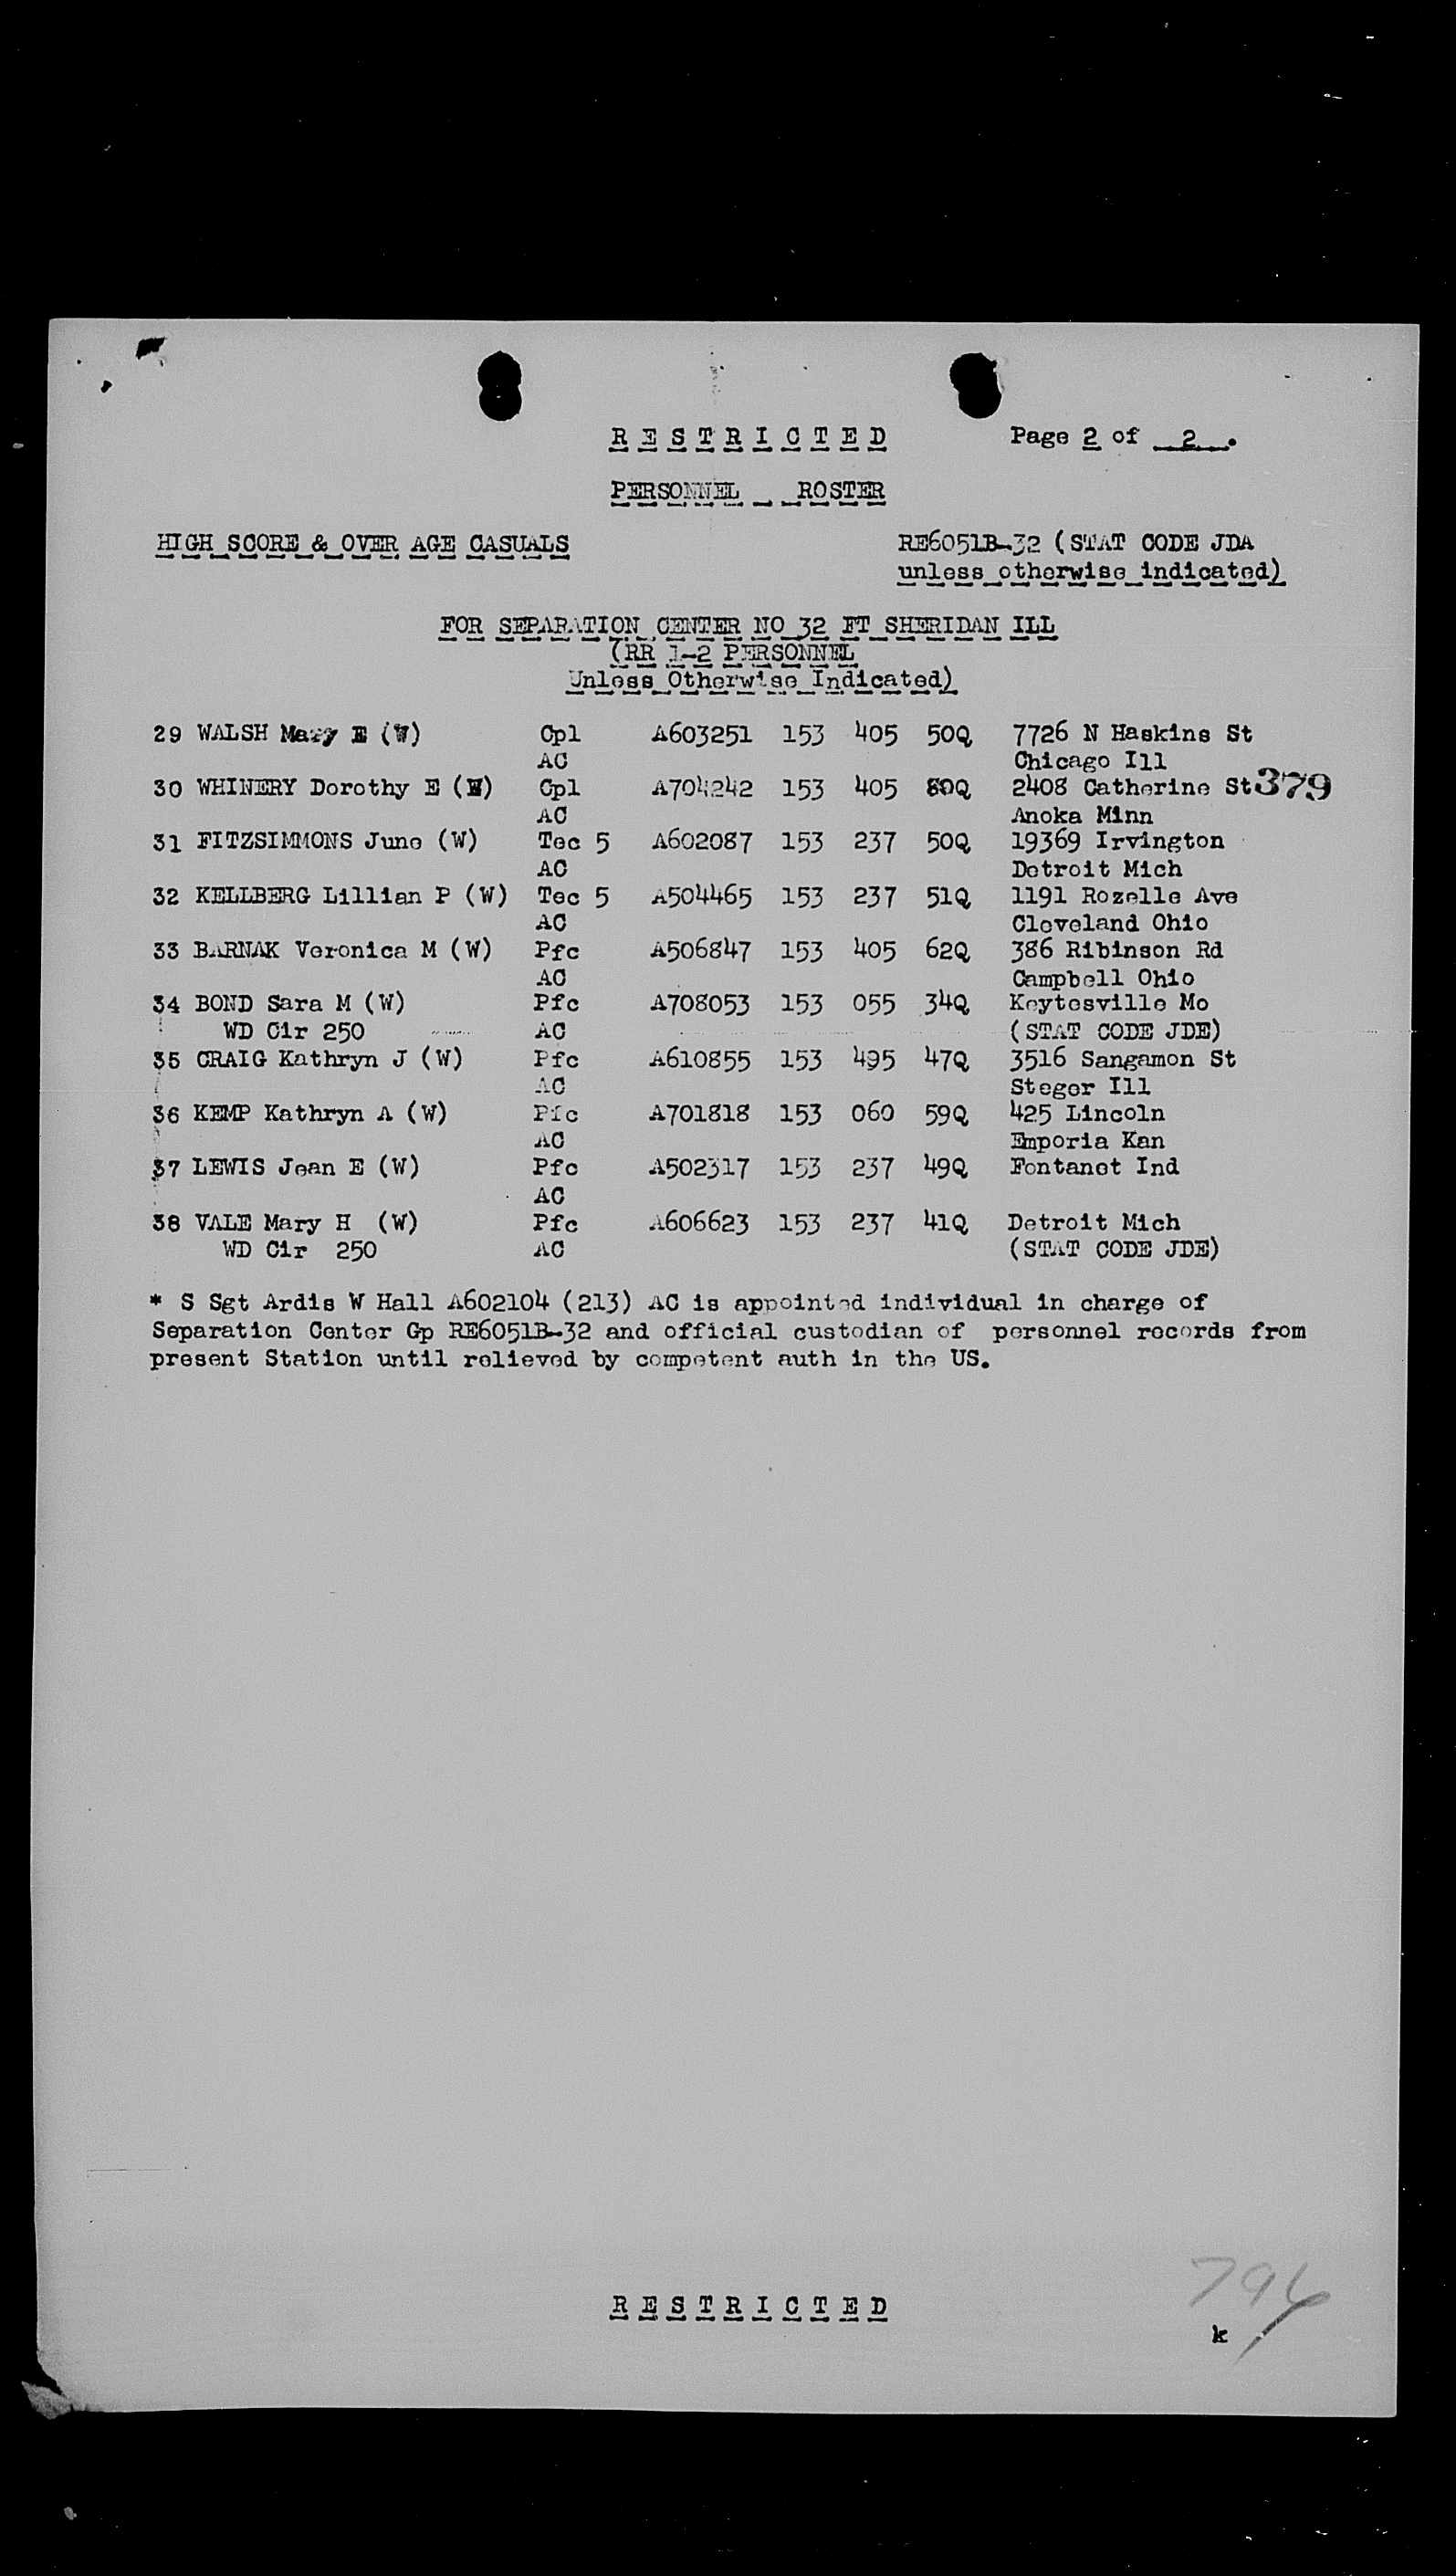 R E S T R I C T E D Page 2 of 2 .
PERSONNEL ROSTER
HIGH SCORE & OVER AGE CASUALS RE6051B-32 (STAT CODE JDA
unless otherwise indicated)
FOR SEPARATION CENTER NO 32 FT SHERIDAN ILL
(RR 1-2 PERSONNEL
Unless Otherwise Indicated)
29 WALSH Mary E (W) Cpl A603251 153 405 50Q 7726 N Haskins St
AC Chicago Ill
30 WHINERY Dorothy E (W) Cpl A704242 153 405 80Q 2408 Catherine St 379
AC Anoka Minn
31 FITZSIMMONS June (W) Tec 5 A602087 153 237 50Q 19369 Irvington
AC Detroit Mich
32 KELLBERG Lillian P (W) Tec 5 A504465 153 237 51Q 1191 Rozelle Ave
AC Cleveland Ohio
33 BARNAK Veronica M (W) Pfc A506847 153 405 62Q 386 Ribinson Rd
AC Campbell Ohio
34 BOND Sara M (W) Pfc A708053 153 055 34Q Keytesville Mo
WD Cir 250 AC (STAT CODE JDE)
35 CRAIG Kathryn J (W) Pfc A610855 153 495 47Q 3516 Sangamon St
AC Steger Ill
36 KEMP Kathryn A (W) Pfc A701818 153 060 59Q 425 Lincoln
AC Emporia Kan
37 LEWIS Jean E (W) Pfc A502317 153 237 49Q Fontanet Ind
AC
38 VALE Mary H (W) Pfc A606623 153 237 41Q Detroit Mich
WD Cir 250 AC (STAT CODE JDE)
* S Sgt Ardis W Hall A602104 (213) AC is appointed individual in charge of
Separation Center Gp RE6051B-32 and official custodian of personnel records from
present Station until relieved by competent auth in the US.
794
R E S T R I C T E D
k